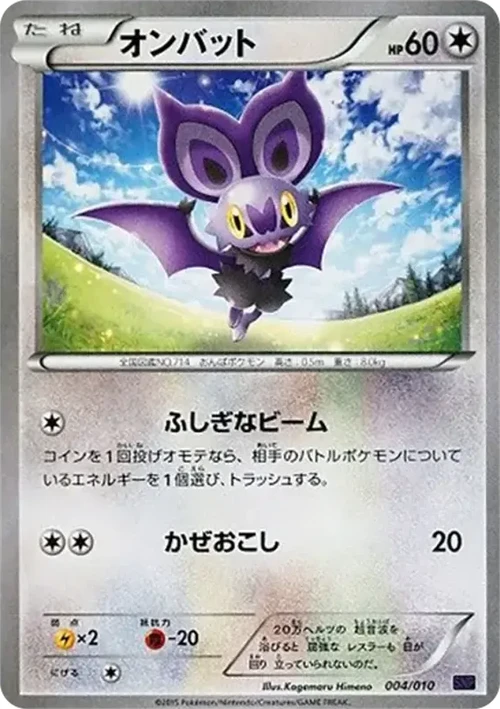 たね オンバット HP60
全国図鑑NO.714 おんぱポケモン 高さ:0.5m 重さ:8.0kg
ふしぎなビーム
コインを1回投げオモテなら、相手のバトルポケモンについて
いるエネルギーを1個選び、トラッシュする。
かぜおこし 20
弱点 抵抗力
×2 -20
にげる
20万ヘルツの 超音波を
浴びると 屈強な レスラーも 目が
回り 立っていられないのだ。
Illus.Kagemaru Himeno 004/010
©2015 Pokémon/Nintendo/Creatures/GAME FREAK.